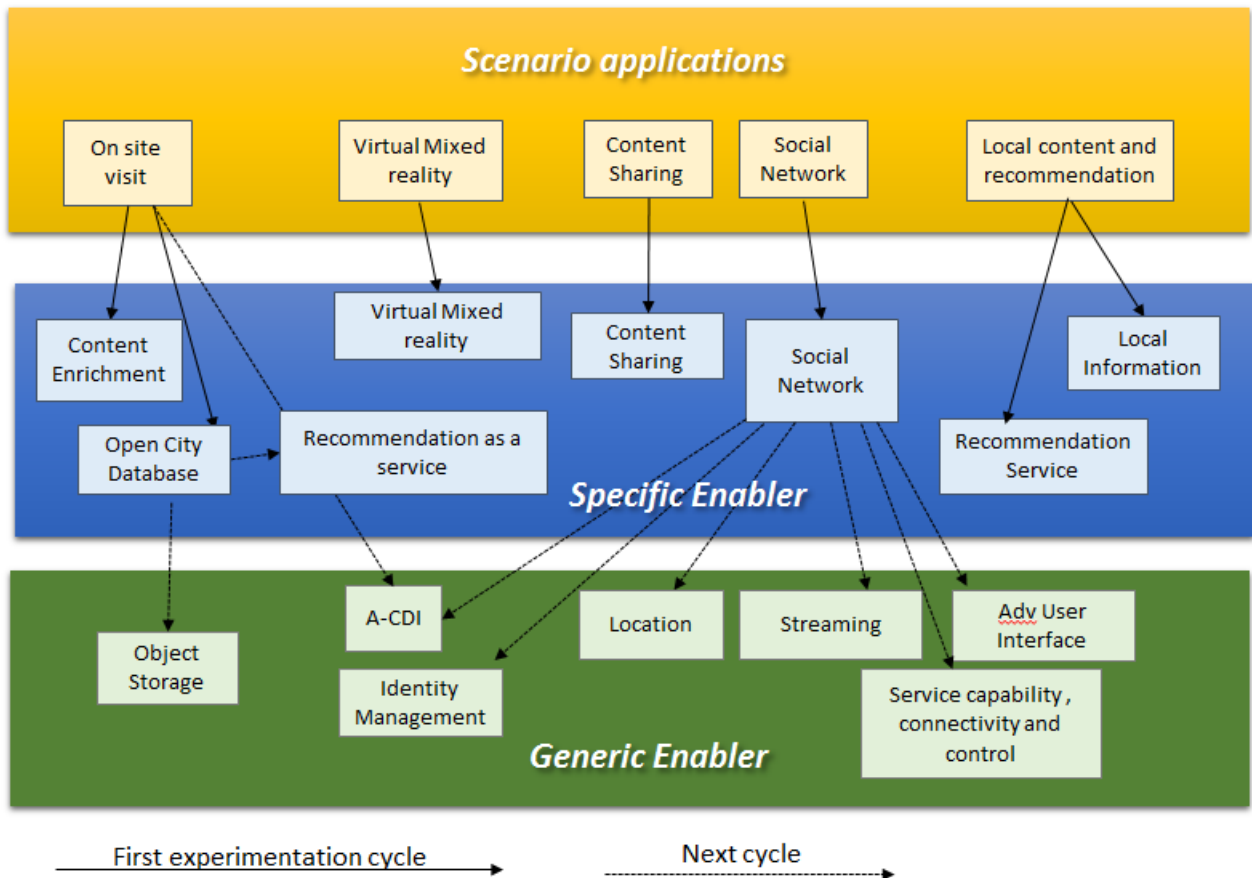 Scenario applications
On site
visit
Virtual Mixed
reality
Content
Sharing
Social
Network
Local content and
recommendation
Content
Enrichment
Virtual Mixed
reality
Content
Sharing
Social
Network
Local
Information
Open City
Database
Recommendation as a
service
Recommendation
Service
Specific Enabler
Object
Storage
A-CDI
Identity
Management
Location
Streaming
Adv User
Interface
Service capability ,
connectivity and
control
Generic Enabler
First experimentation cycle
Next cycle